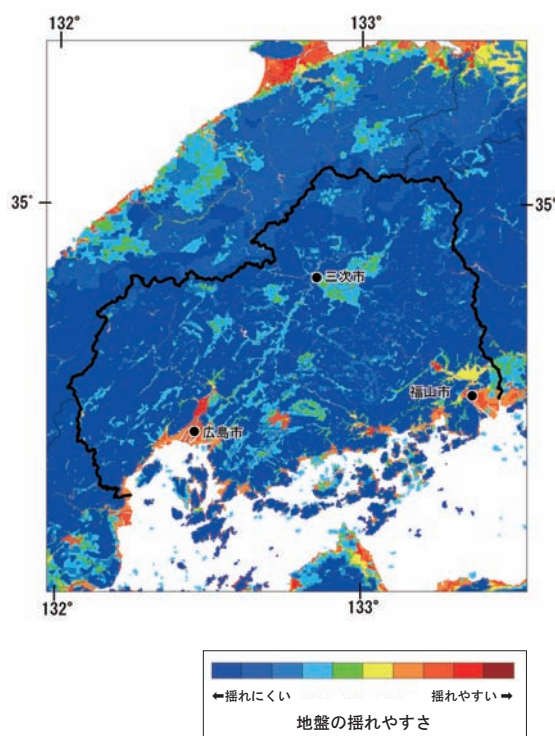 132° 133°
35° 35°
三次市
福山市
広島市
132° 133°
←揺れにくい 揺れやすい→
地盤の揺れやすさ